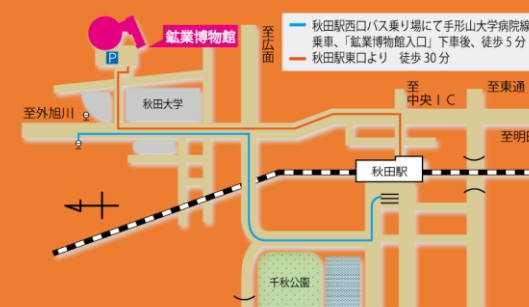 鉱業博物館
至広面
秋田駅西口バス乗り場にて手形山大学病院線
乗車、「鉱業博物館入口」下車後、徒歩5分
秋田駅東口より　徒歩30分
P
秋田大学
至外旭川
至
中央IC
至東通
至明田
秋田駅
千秋公園